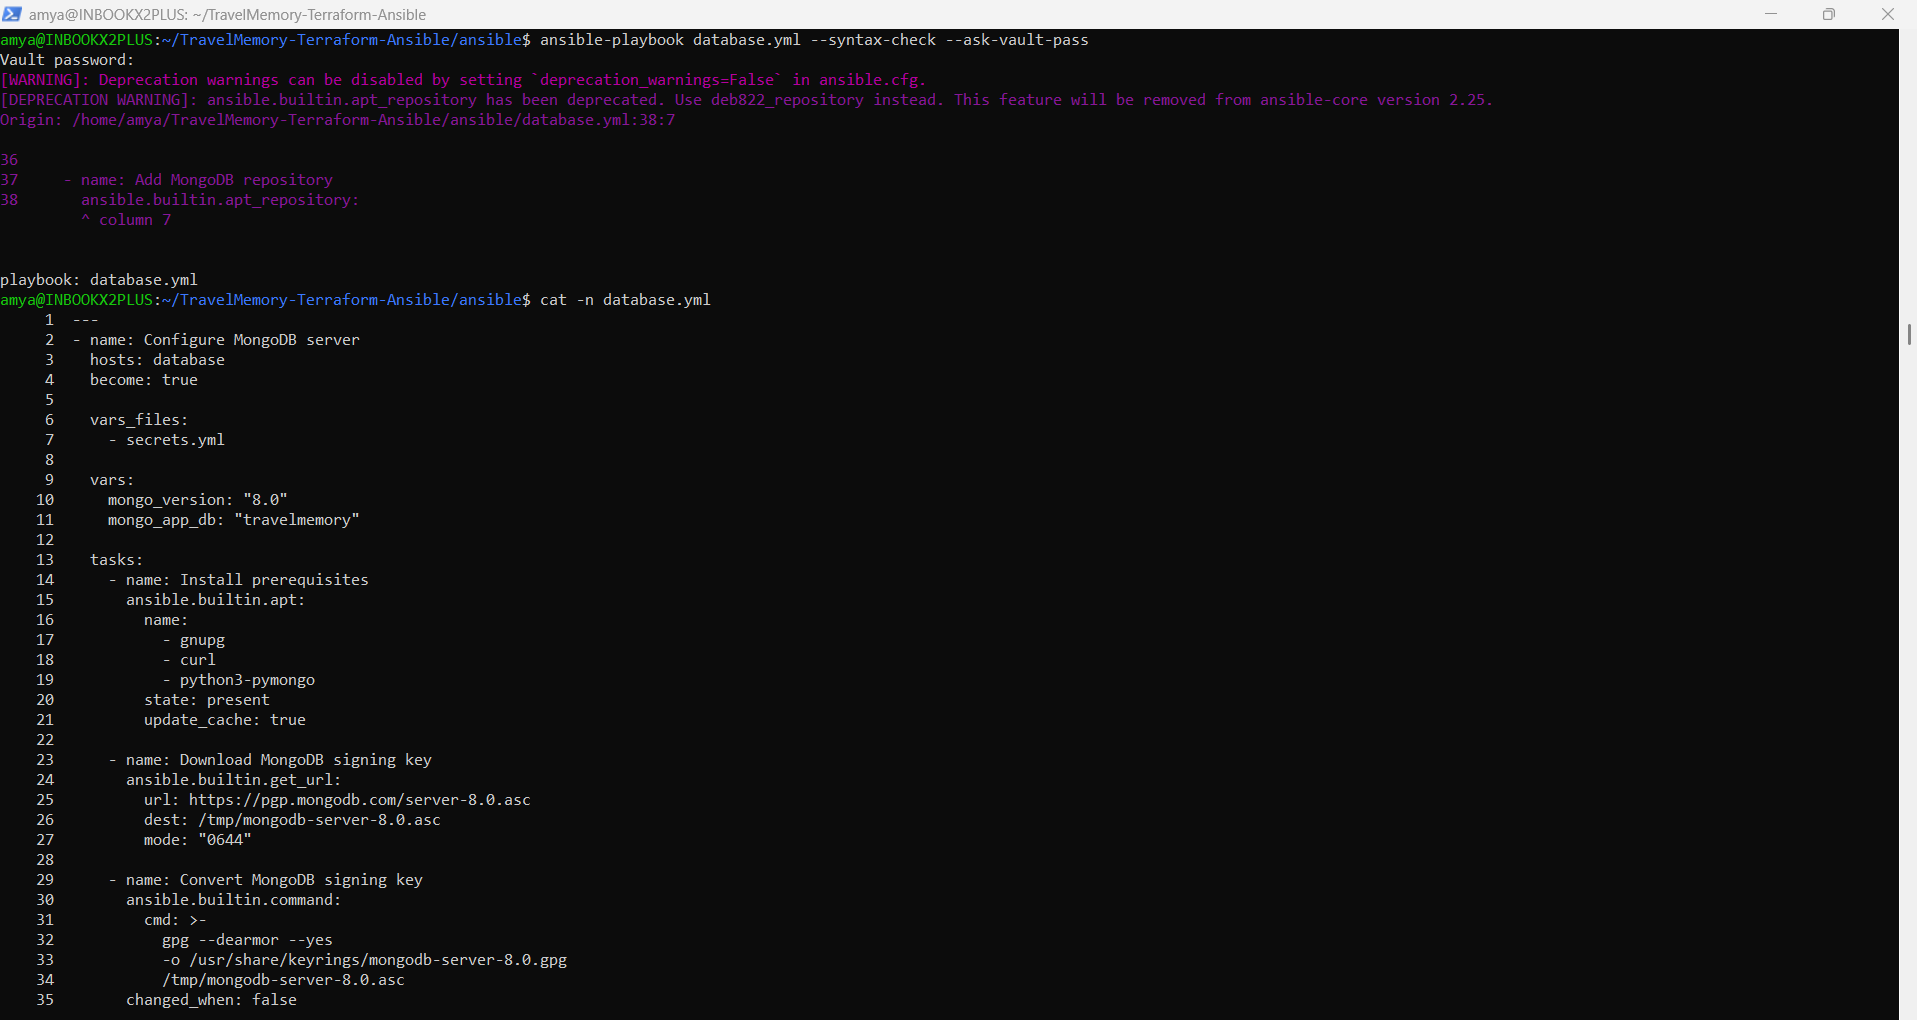 amya@INBOOKX2PLUS: ~/TravelMemory-Terraform-Ansible
amya@INBOOKX2PLUS:~/TravelMemory-Terraform-Ansible/ansible$ ansible-playbook database.yml --syntax-check --ask-vault-pass
Vault password:
[WARNING]: Deprecation warnings can be disabled by setting `deprecation_warnings=False` in ansible.cfg.
[DEPRECATION WARNING]: ansible.builtin.apt_repository has been deprecated. Use deb822_repository instead. This feature will be removed from ansible-core version 2.25.
Origin: /home/amya/TravelMemory-Terraform-Ansible/ansible/database.yml:38:7

36
37     - name: Add MongoDB repository
38       ansible.builtin.apt_repository:
         ^ column 7


playbook: database.yml
amya@INBOOKX2PLUS:~/TravelMemory-Terraform-Ansible/ansible$ cat -n database.yml
     1  ---
     2  - name: Configure MongoDB server
     3    hosts: database
     4    become: true
     5
     6    vars_files:
     7      - secrets.yml
     8
     9    vars:
    10      mongo_version: "8.0"
    11      mongo_app_db: "travelmemory"
    12
    13    tasks:
    14      - name: Install prerequisites
    15        ansible.builtin.apt:
    16          name:
    17            - gnupg
    18            - curl
    19            - python3-pymongo
    20          state: present
    21          update_cache: true
    22
    23      - name: Download MongoDB signing key
    24        ansible.builtin.get_url:
    25          url: https://pgp.mongodb.com/server-8.0.asc
    26          dest: /tmp/mongodb-server-8.0.asc
    27          mode: "0644"
    28
    29      - name: Convert MongoDB signing key
    30        ansible.builtin.command:
    31          cmd: >-
    32            gpg --dearmor --yes
    33            -o /usr/share/keyrings/mongodb-server-8.0.gpg
    34            /tmp/mongodb-server-8.0.asc
    35        changed_when: false